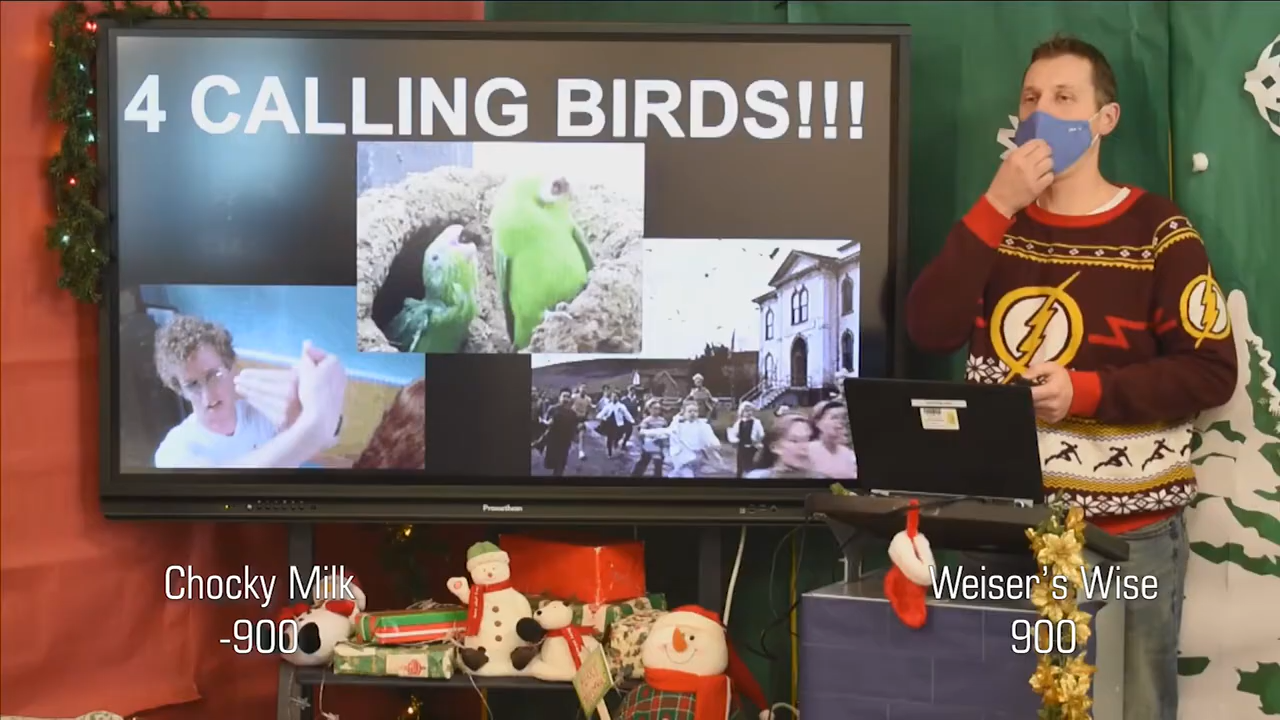 4 CALLING BIRDS!!!
Promethean
Chocky Milk
-900
Weiser's Wise
900